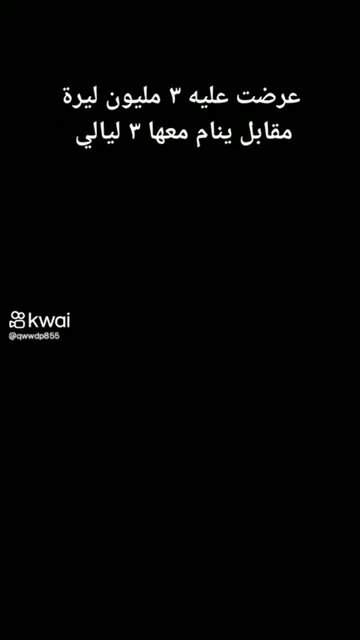 عرضت عليه ٣ مليون ليرة
مقابل ينام معها ٣ ليالي
kwai
@qwwdp855